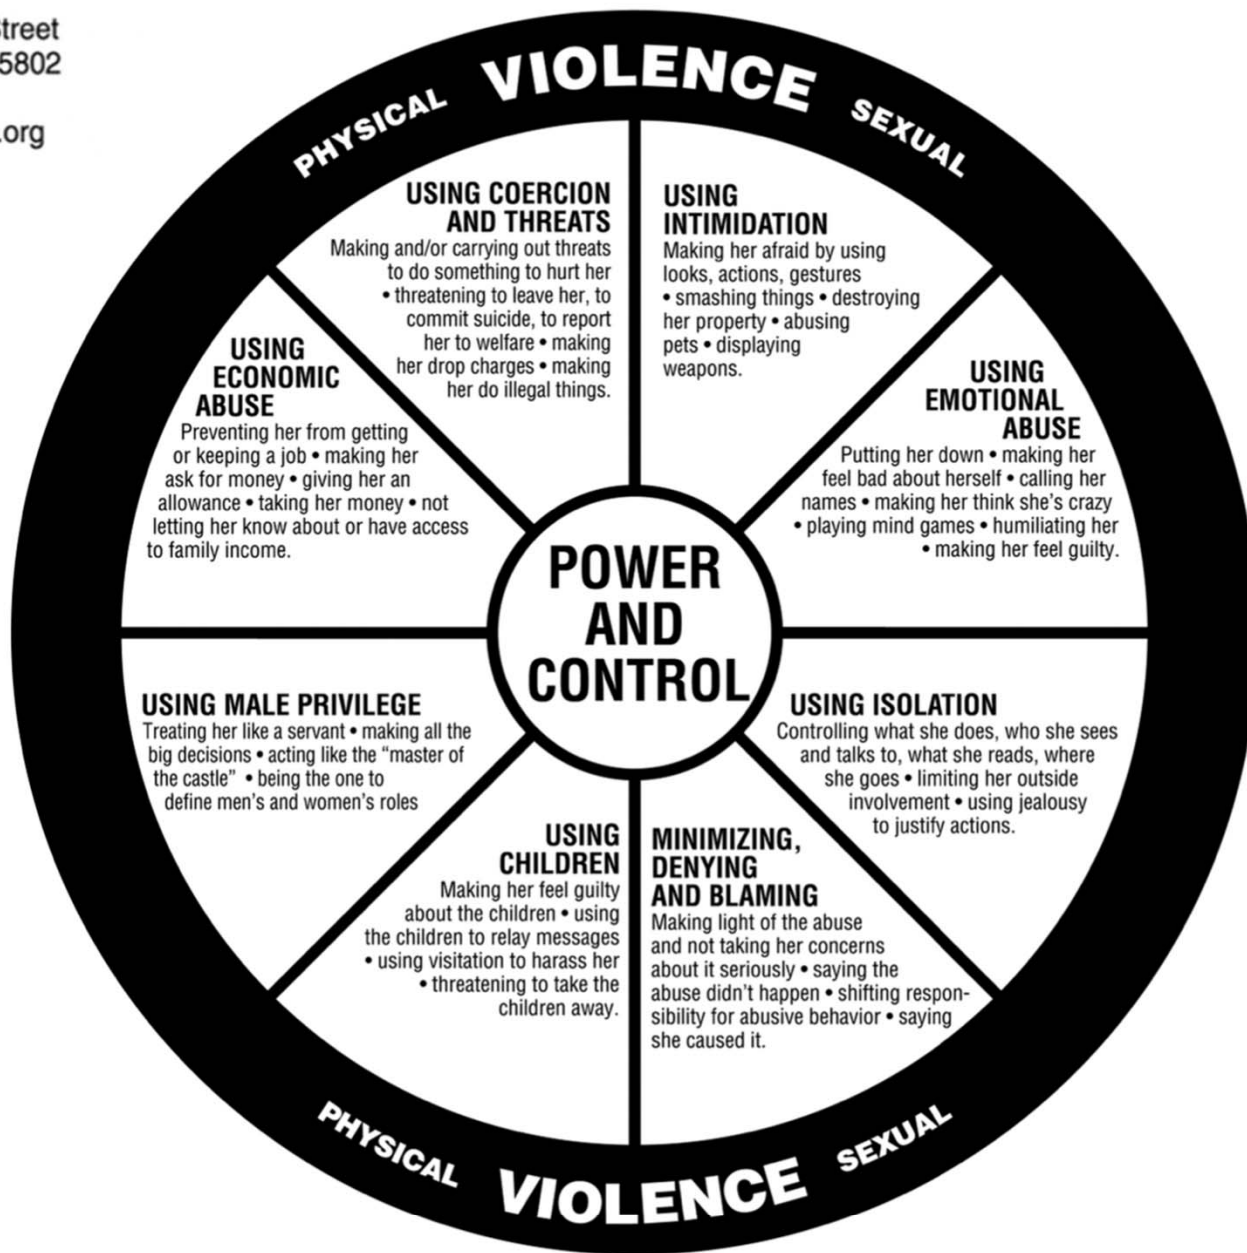 Street
5802
.org
PHYSICAL VIOLENCE SEXUAL
USING COERCION
AND THREATS
Making and/or carrying out threats
to do something to hurt her
• threatening to leave her, to
commit suicide, to report
her to welfare • making
her drop charges • making
her do illegal things.
USING
INTIMIDATION
Making her afraid by using
looks, actions, gestures
• smashing things • destroying
her property • abusing
pets • displaying
weapons.
USING
EMOTIONAL
ABUSE
Putting her down • making her
feel bad about herself • calling her
names • making her think she's crazy
• playing mind games • humiliating her
• making her feel guilty.
USING ISOLATION
Controlling what she does, who she sees
and talks to, what she reads, where
she goes • limiting her outside
involvement • using jealousy
to justify actions.
MINIMIZING,
DENYING
AND BLAMING
Making light of the abuse
and not taking her concerns
about it seriously • saying the
abuse didn't happen • shifting respon-
sibility for abusive behavior • saying
she caused it.
USING
CHILDREN
Making her feel guilty
about the children • using
the children to relay messages
• using visitation to harass her
• threatening to take the
children away.
USING MALE PRIVILEGE
Treating her like a servant • making all the
big decisions • acting like the “master of
the castle” • being the one to
define men's and women's roles
USING
ECONOMIC
ABUSE
Preventing her from getting
or keeping a job • making her
ask for money • giving her an
allowance • taking her money • not
letting her know about or have access
to family income.
POWER
AND
CONTROL
PHYSICAL VIOLENCE SEXUAL